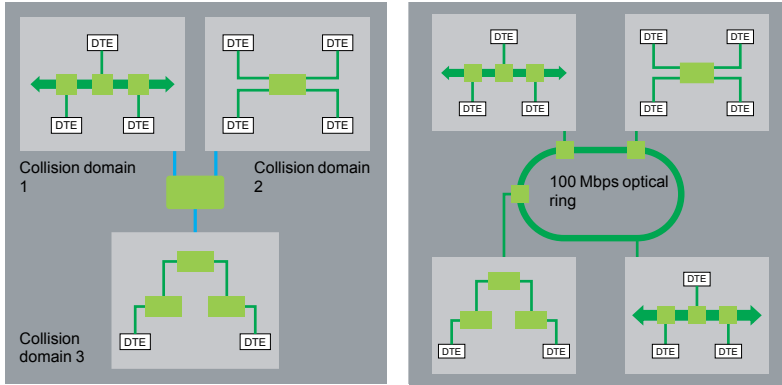 DTE
DTE DTE
DTE DTE
DTE DTE
Collision domain
1
Collision domain
2
DTE DTE
Collision
domain 3
DTE
DTE DTE
DTE DTE
DTE DTE
100 Mbps optical
ring
DTE DTE
DTE
DTE DTE